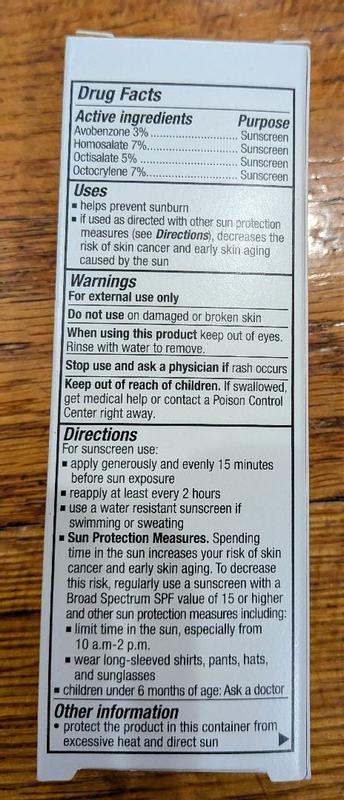 Drug Facts
Active ingredients Purpose
Avobenzone 3%.......................... Sunscreen
Homosalate 7%.......................... Sunscreen
Octisalate 5% ............................ Sunscreen
Octocrylene 7%.......................... Sunscreen
Uses
▪ helps prevent sunburn
▪ if used as directed with other sun protection
measures (see Directions), decreases the
risk of skin cancer and early skin aging
caused by the sun
Warnings
For external use only
Do not use on damaged or broken skin
When using this product keep out of eyes.
Rinse with water to remove.
Stop use and ask a physician if rash occurs
Keep out of reach of children. If swallowed,
get medical help or contact a Poison Control
Center right away.
Directions
For sunscreen use:
▪ apply generously and evenly 15 minutes
before sun exposure
▪ reapply at least every 2 hours
▪ use a water resistant sunscreen if
swimming or sweating
▪ Sun Protection Measures. Spending
time in the sun increases your risk of skin
cancer and early skin aging. To decrease
this risk, regularly use a sunscreen with a
Broad Spectrum SPF value of 15 or higher
and other sun protection measures including:
▪ limit time in the sun, especially from
10 a.m-2 p.m.
▪ wear long-sleeved shirts, pants, hats,
and sunglasses
▪ children under 6 months of age: Ask a doctor
Other information
• protect the product in this container from
excessive heat and direct sun